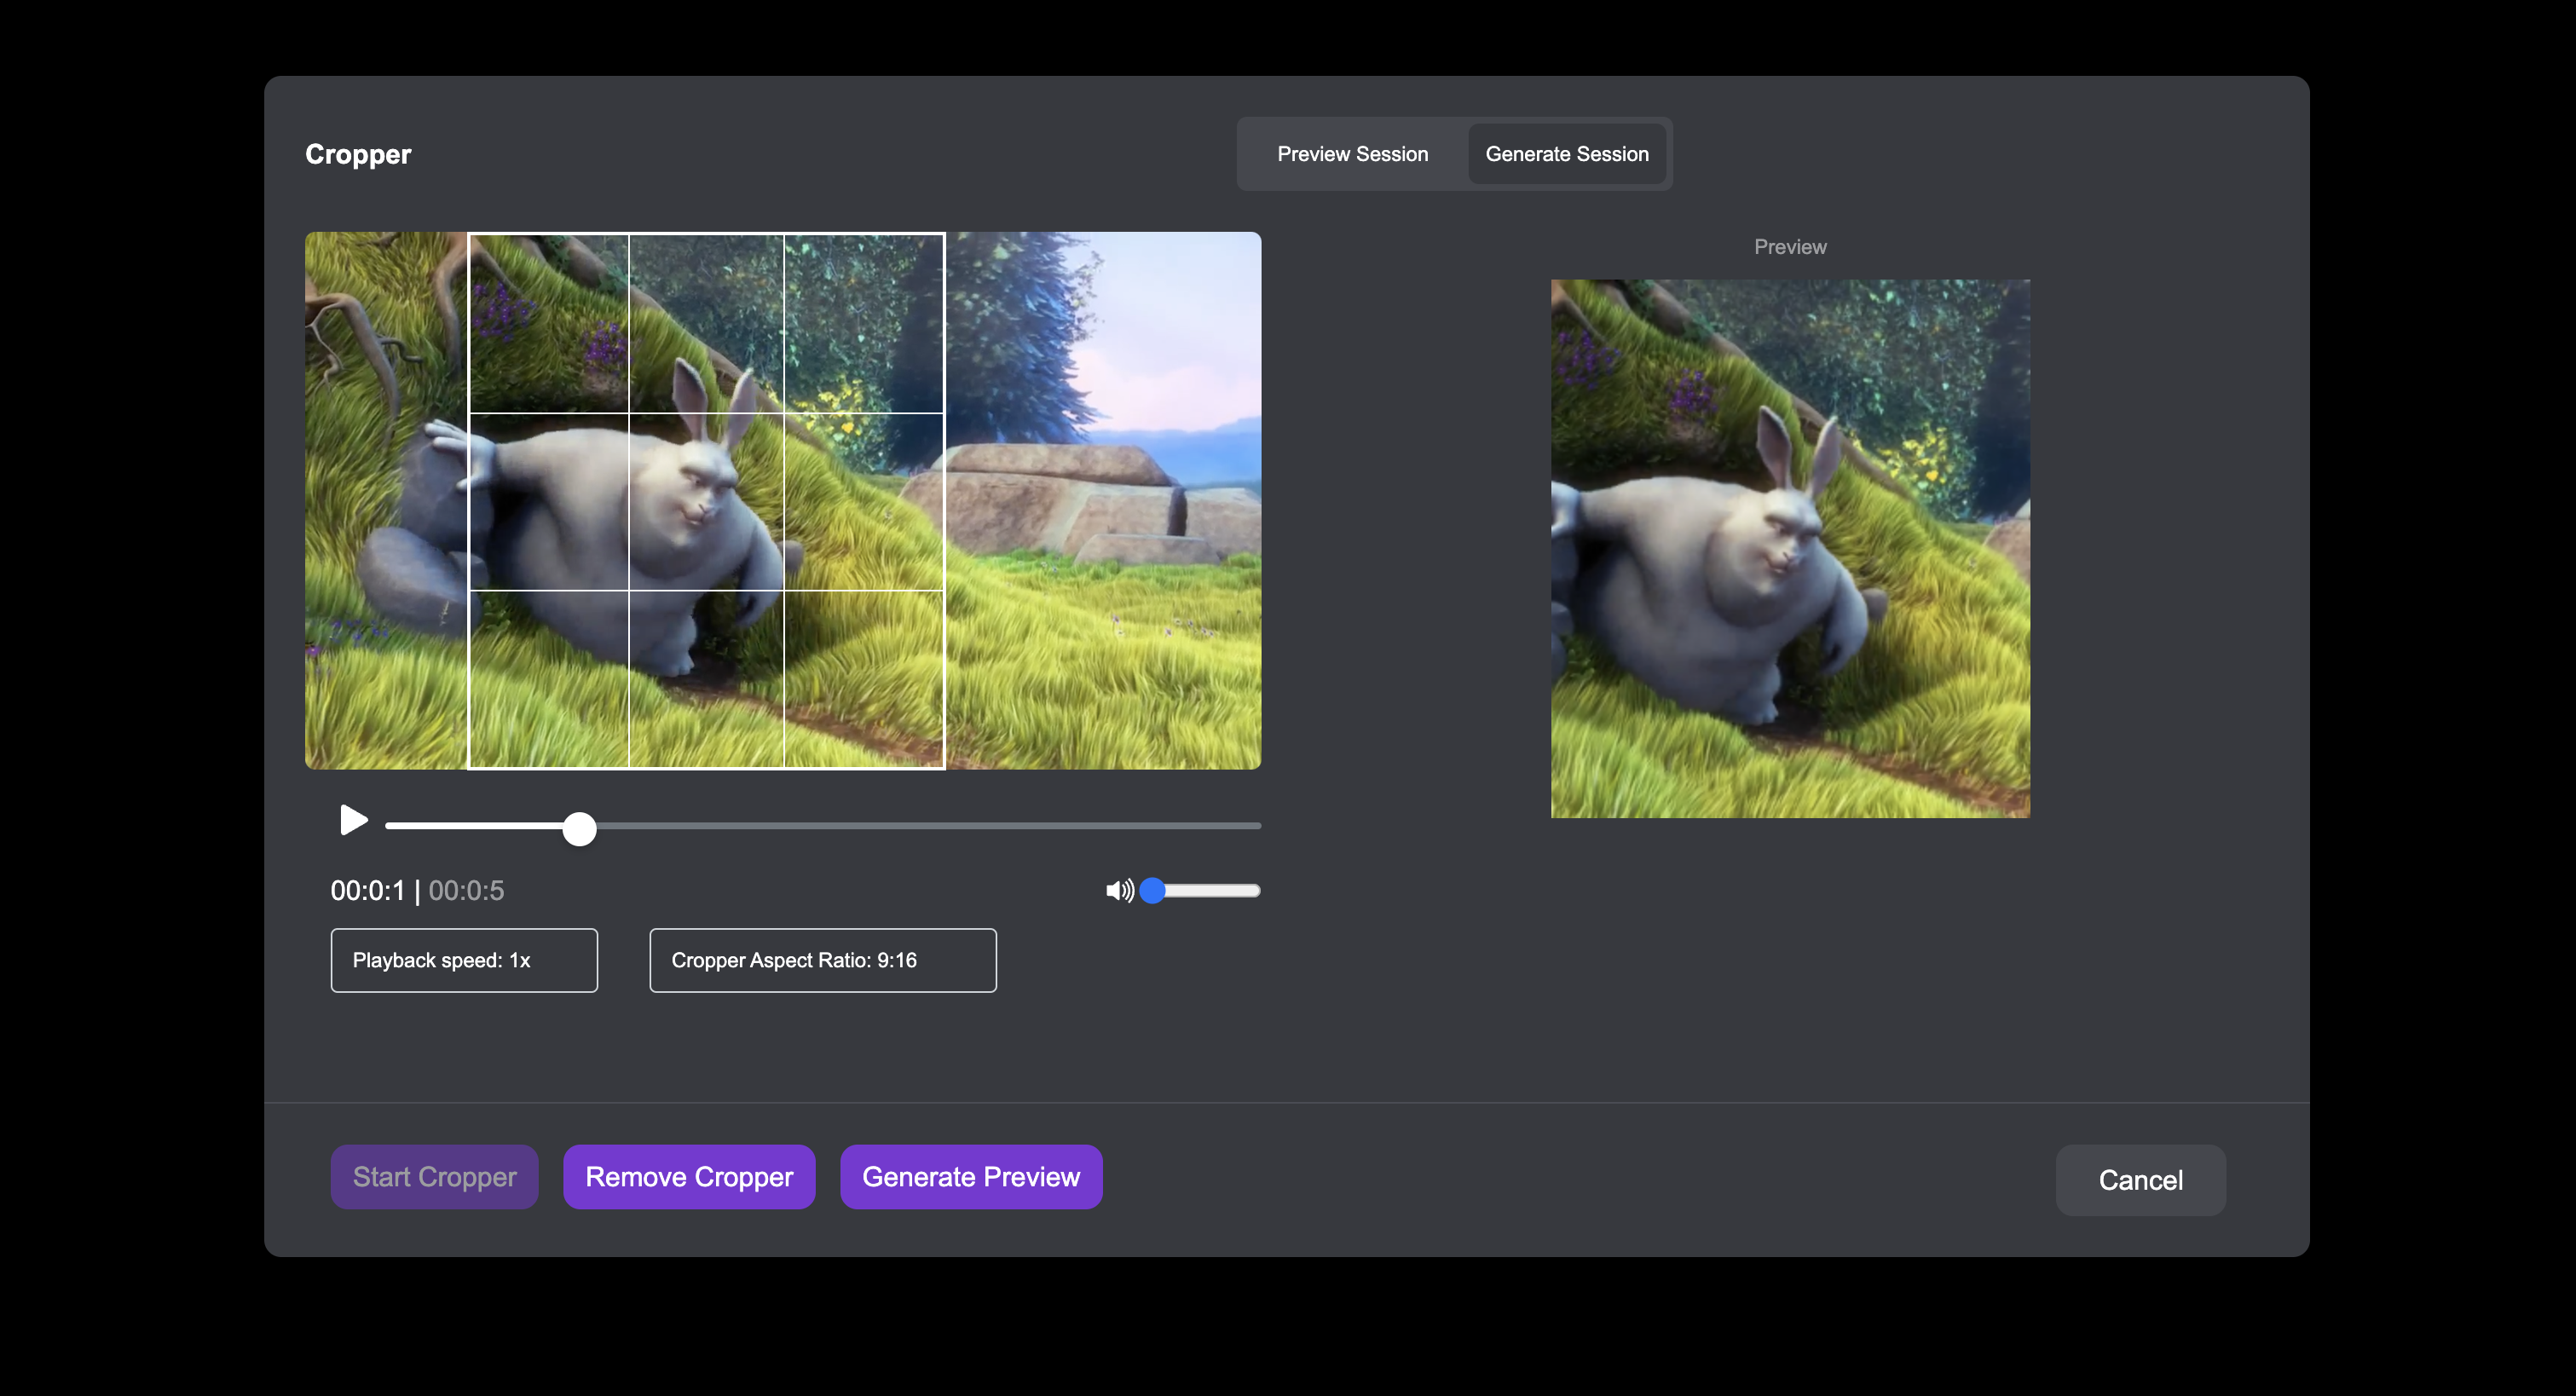 Cropper
Preview Session
Generate Session
Preview
00:0:1 | 00:0:5
Playback speed: 1x
Cropper Aspect Ratio: 9:16
Start Cropper
Remove Cropper
Generate Preview
Cancel